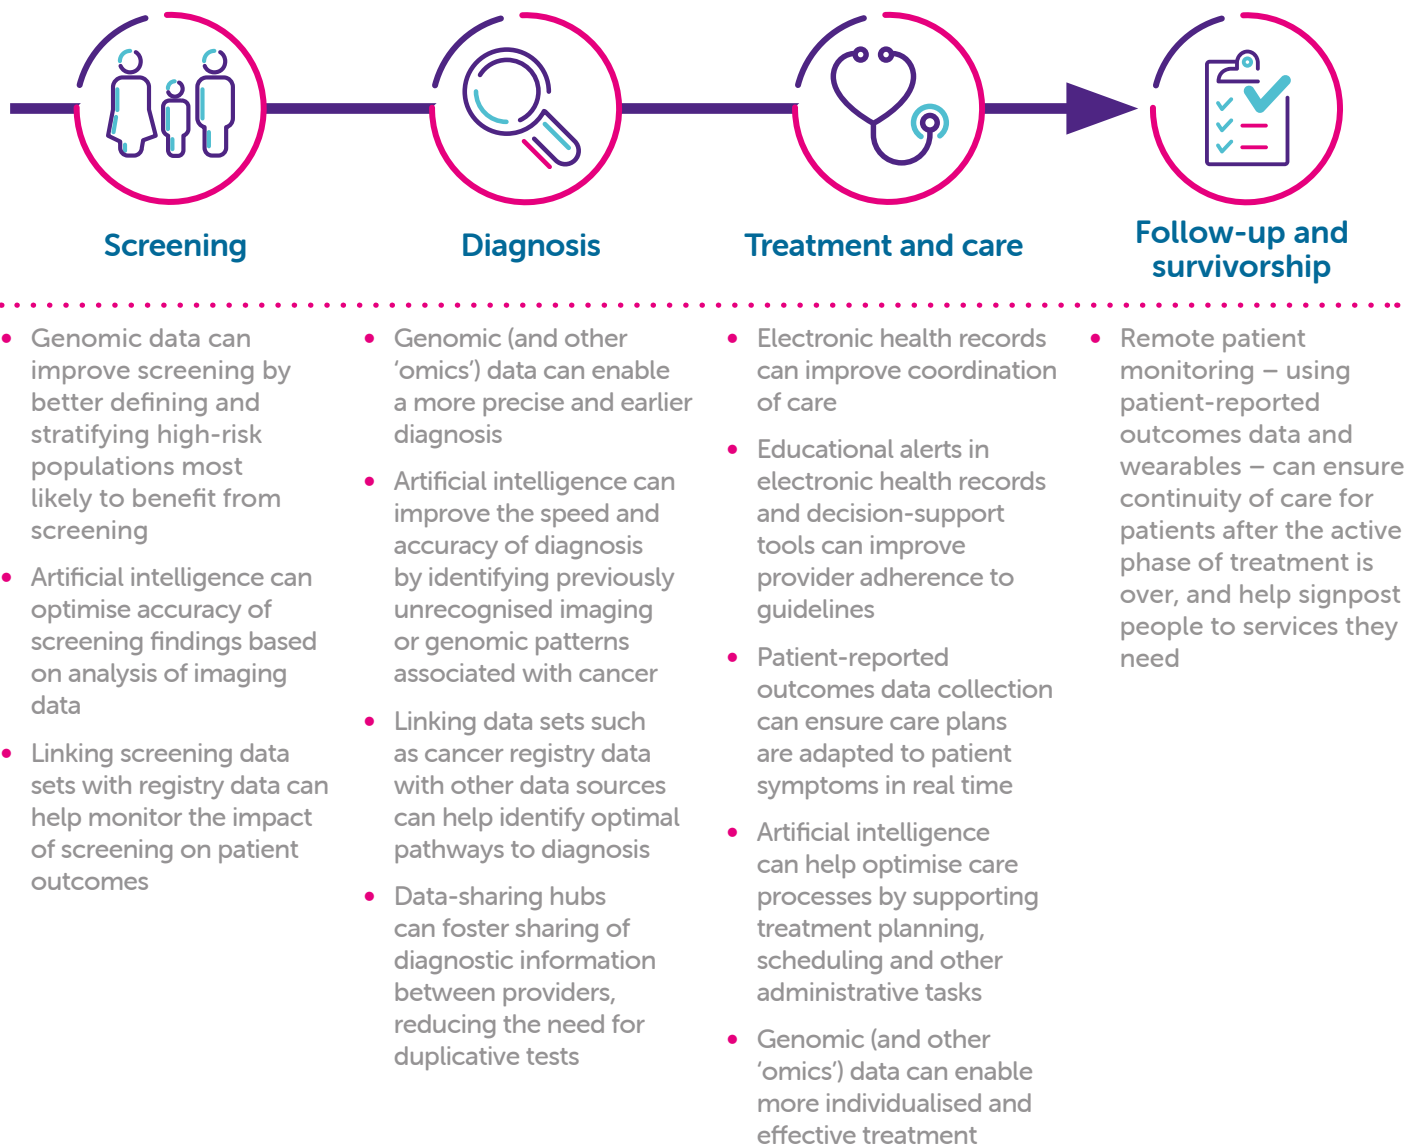 Screening
Diagnosis
Treatment and care
Follow-up and
survivorship
• Genomic data can
improve screening by
better defining and
stratifying high-risk
populations most
likely to benefit from
screening
• Artificial intelligence can
optimise accuracy of
screening findings based
on analysis of imaging
data
• Linking screening data
sets with registry data can
help monitor the impact
of screening on patient
outcomes
• Genomic (and other
‘omics’) data can enable
a more precise and earlier
diagnosis
• Artificial intelligence can
improve the speed and
accuracy of diagnosis
by identifying previously
unrecognised imaging
or genomic patterns
associated with cancer
• Linking data sets such
as cancer registry data
with other data sources
can help identify optimal
pathways to diagnosis
• Data-sharing hubs
can foster sharing of
diagnostic information
between providers,
reducing the need for
duplicative tests
• Electronic health records
can improve coordination
of care
• Educational alerts in
electronic health records
and decision-support
tools can improve
provider adherence to
guidelines
• Patient-reported
outcomes data collection
can ensure care plans
are adapted to patient
symptoms in real time
• Artificial intelligence
can help optimise care
processes by supporting
treatment planning,
scheduling and other
administrative tasks
• Genomic (and other
‘omics’) data can enable
more individualised and
effective treatment
• Remote patient
monitoring – using
patient-reported
outcomes data and
wearables – can ensure
continuity of care for
patients after the active
phase of treatment is
over, and help signpost
people to services they
need